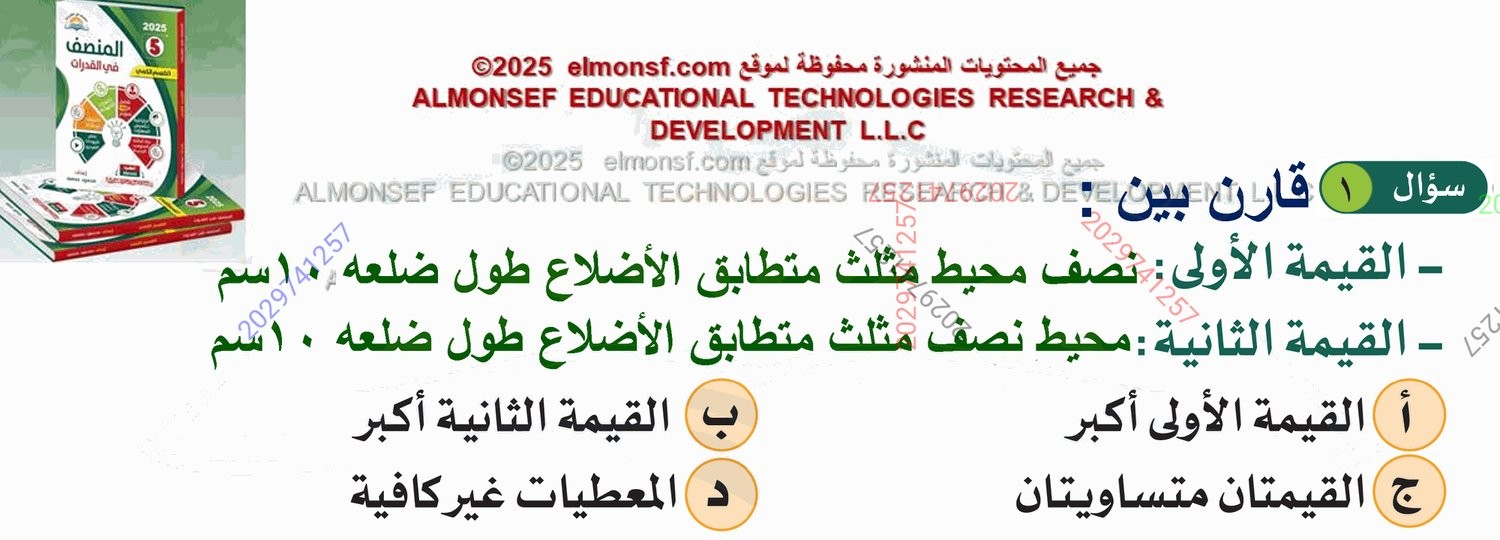 2025
5
المنصف
في القدرات
جميع المحتويات المنشورة محفوظة لموقع elmonsf.com ©2025
ALMONSEF EDUCATIONAL TECHNOLOGIES RESEARCH &
DEVELOPMENT L.L.C
جميع المحتويات المنشورة محفوظة لموقع elmonsf.com ©2025
ALMONSEF EDUCATIONAL TECHNOLOGIES RESEARCH & DEVELOPMENT L.L.C
2029741257
سؤال ١ قارن بين :
– القيمة الأولى : نصف محيط مثلث متطابق الأضلاع طول ضلعه ١٠سم
– القيمة الثانية : محيط نصف مثلث متطابق الأضلاع طول ضلعه ١٠سم
أ القيمة الأولى أكبر
ب القيمة الثانية أكبر
ج القيمتان متساويتان
د المعطيات غير كافية
2029741257
2029741257
2029741257